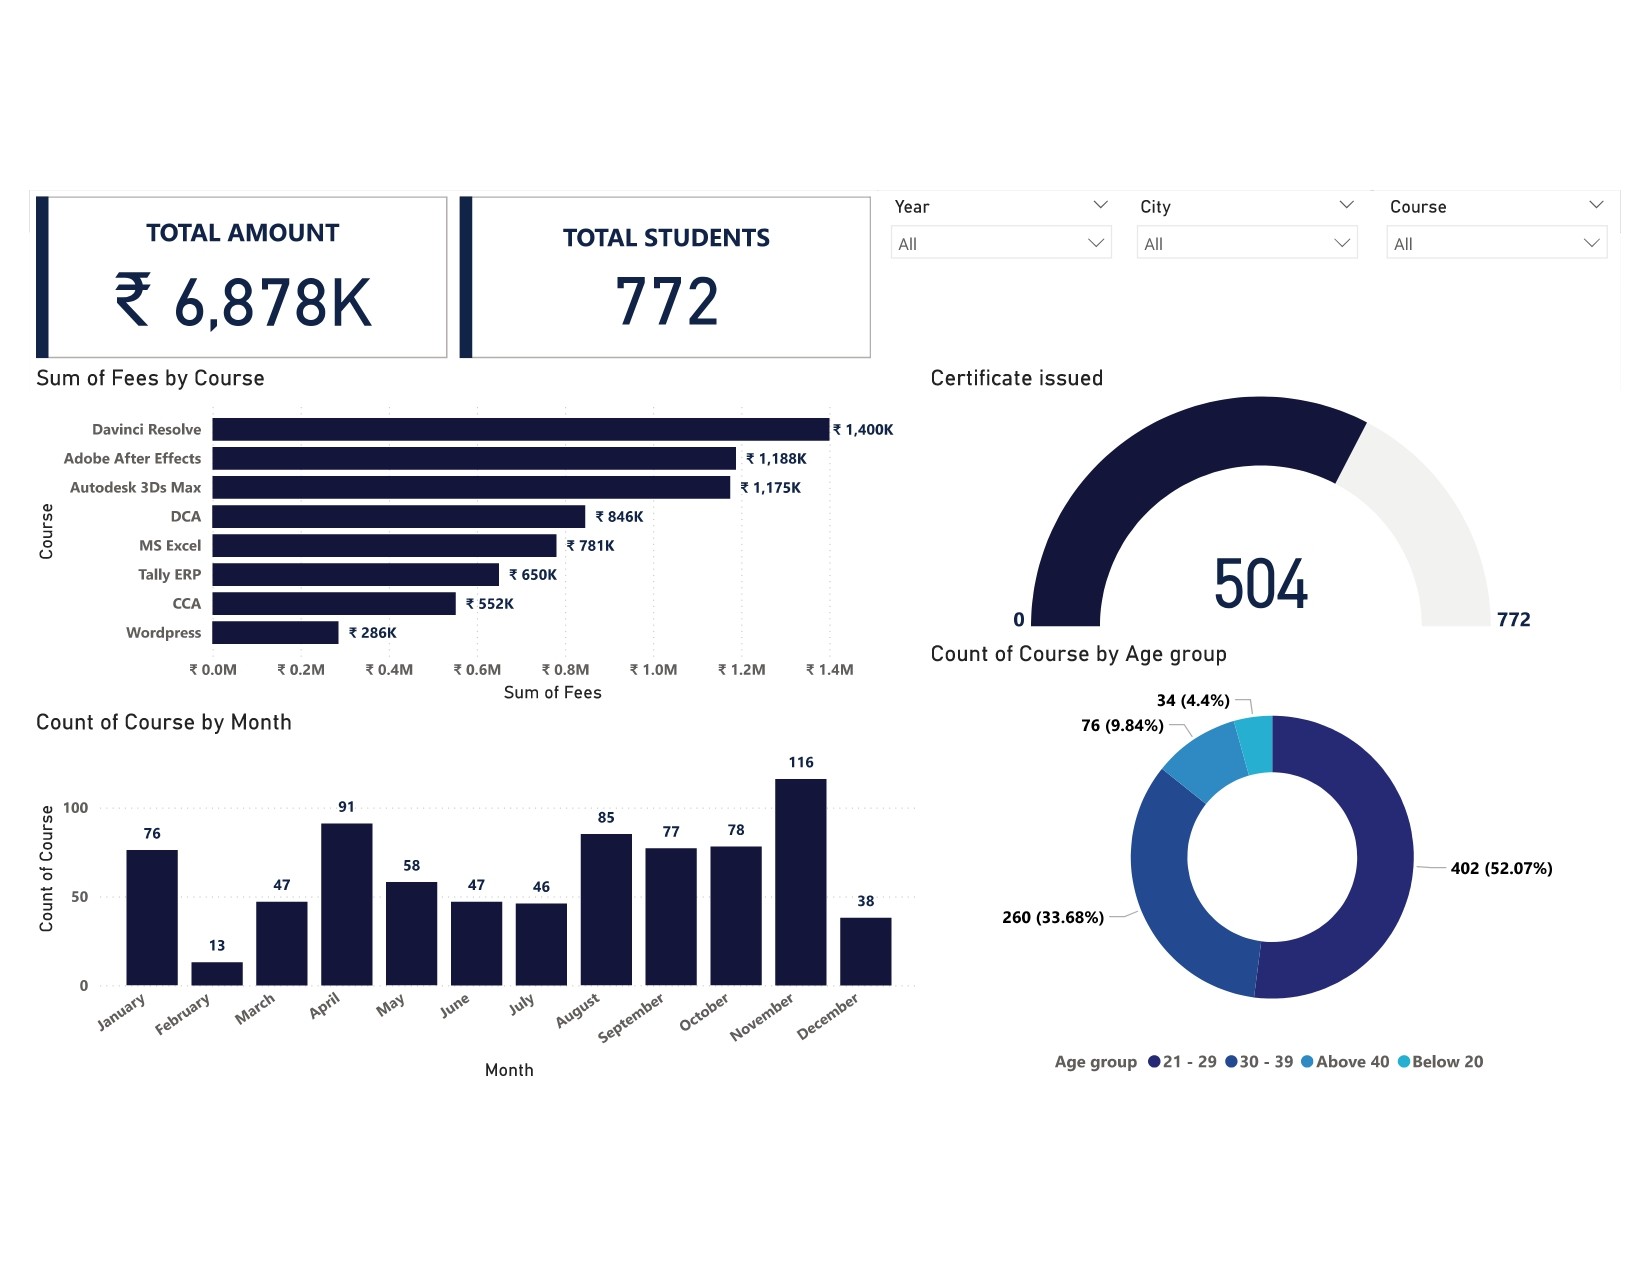 TOTAL AMOUNT
₹ 6,878K
TOTAL STUDENTS
772
Year
All
City
All
Course
All
Sum of Fees by Course
Course
Davinci Resolve ₹ 1,400K
Adobe After Effects ₹ 1,188K
Autodesk 3Ds Max ₹ 1,175K
DCA ₹ 846K
MS Excel ₹ 781K
Tally ERP ₹ 650K
CCA ₹ 552K
Wordpress ₹ 286K
₹ 0.0M ₹ 0.2M ₹ 0.4M ₹ 0.6M ₹ 0.8M ₹ 1.0M ₹ 1.2M ₹ 1.4M
Sum of Fees
Certificate issued
504
0 772
Count of Course by Month
Count of Course
100
50
0
76 13 47 91 58 47 46 85 77 78 116 38
January February March April May June July August September October November December
Month
Count of Course by Age group
34 (4.4%)
76 (9.84%)
402 (52.07%)
260 (33.68%)
Age group 21 - 29 30 - 39 Above 40 Below 20